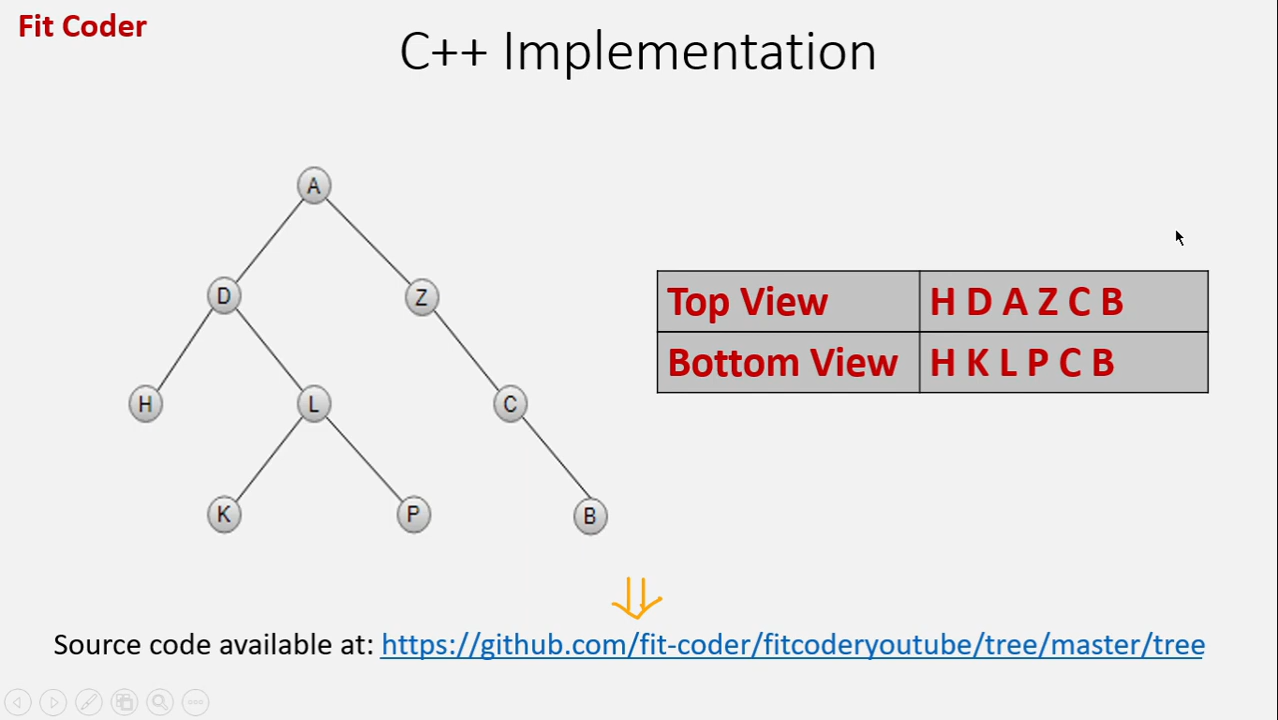 Fit Coder
C++ Implementation
A
D
Z
H
L
C
K
P
B
Top View H D A Z C B
Bottom View H K L P C B
Source code available at: https://github.com/fit-coder/fitcoderyoutube/tree/master/tree